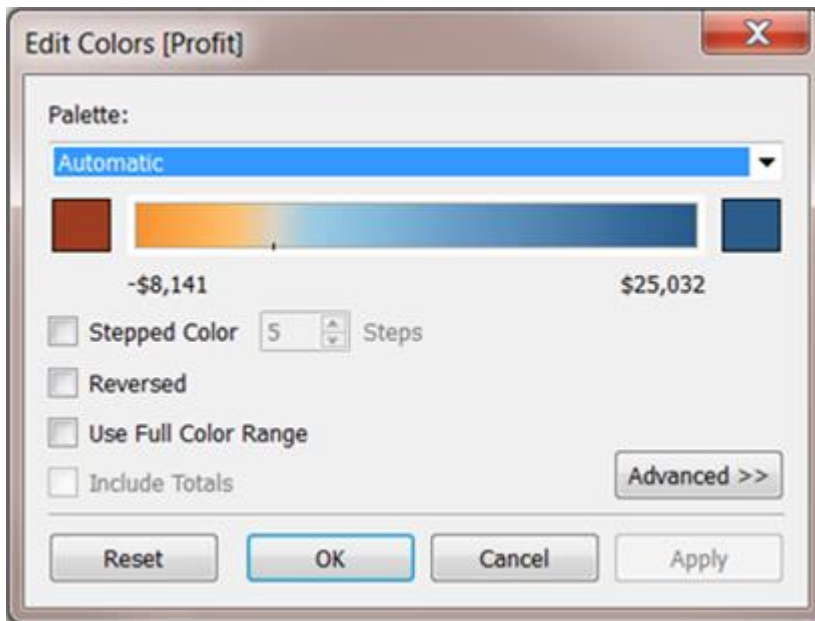 Edit Colors [Profit]
Palette:
Automatic
-$8,141 $25,032
Stepped Color 5 Steps
Reversed
Use Full Color Range
Include Totals
Advanced >>
Reset OK Cancel Apply